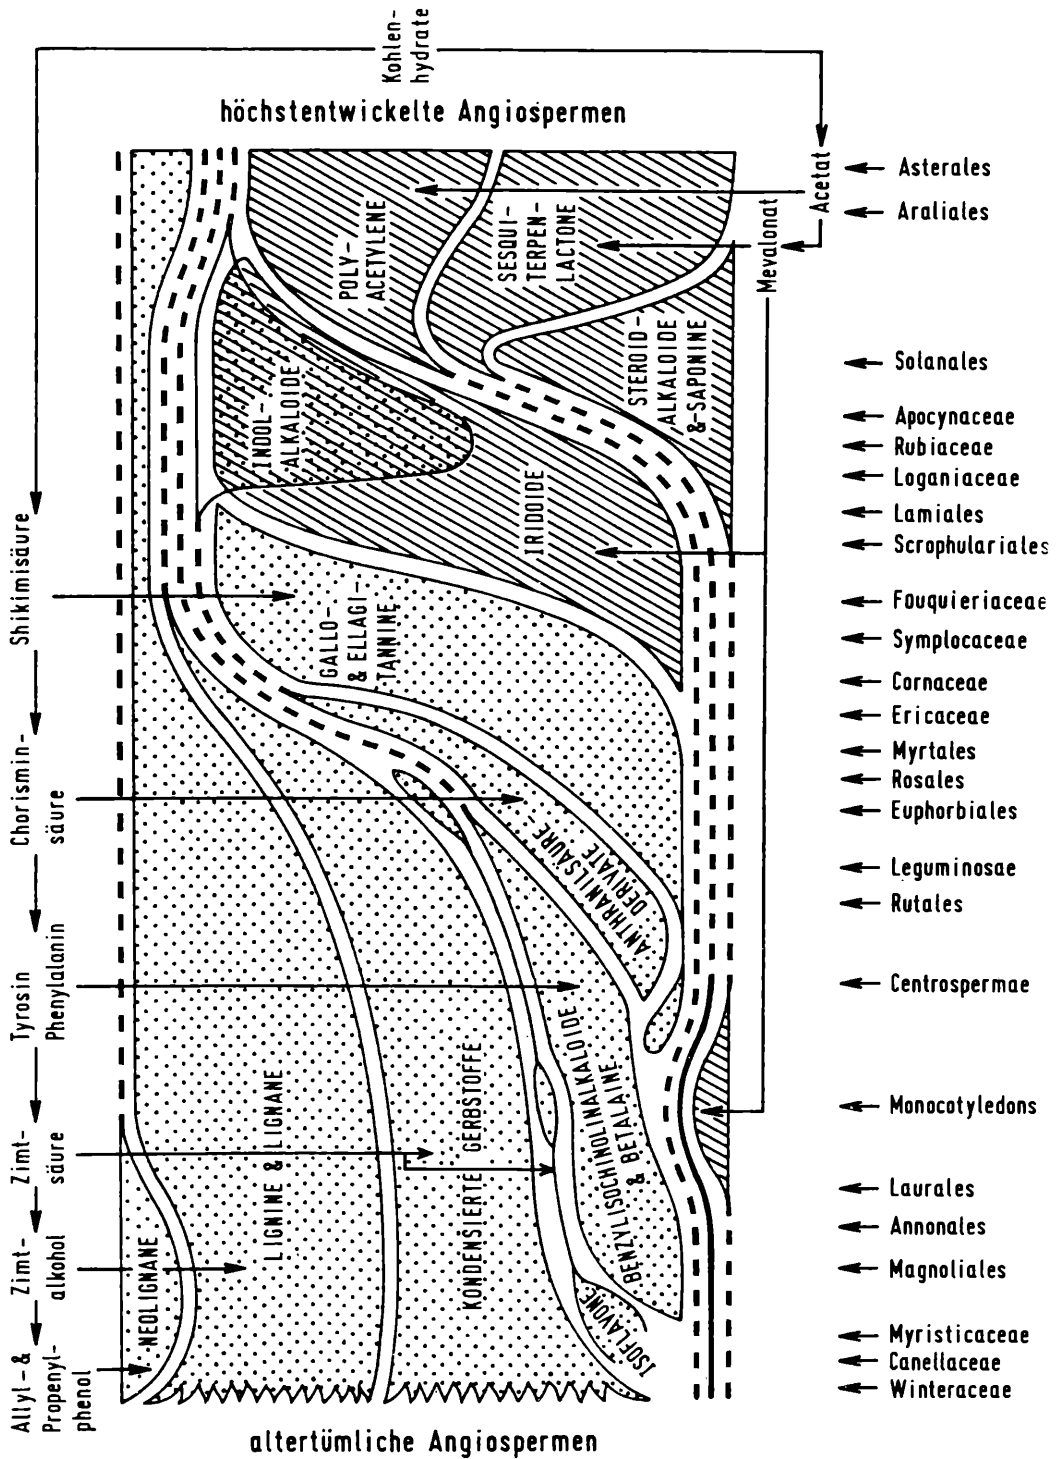 Kohlen-
hydrate
höchstentwickelte Angiospermen
Acetat
Mevalonat
POLY-
ACETYLENE
SESQUI-
TERPEN-
LACTONE
STEROID-
ALKALOIDE
&-SAPONINE
INDOL-
ALKALOIDE
IRIDOIDE
GALLO-
& ELLAGI-
TANNINE
ANTHRANILSÄURE-
DERIVATE
BENZYLISOCHINOLINALKALOIDE
& BETALAINE
KONDENSIERTE GERBSTOFFE
LIGNINE & LIGNANE
NEOLIGNANE
ISOFLAVONE
Shikimisäure
Chorismin-
säure
Tyrosin
Phenylalanin
Zimt-
säure
Zimt-
alkohol
Allyl- &
Propenyl-
phenol
Asterales
Araliales
Solanales
Apocynaceae
Rubiaceae
Loganiaceae
Lamiales
Scrophulariales
Fouquieriaceae
Symplocaceae
Cornaceae
Ericaceae
Myrtales
Rosales
Euphorbiales
Leguminosae
Rutales
Centrospermae
Monocotyledons
Laurales
Annonales
Magnoliales
Myristicaceae
Canellaceae
Winteraceae
altertümliche Angiospermen